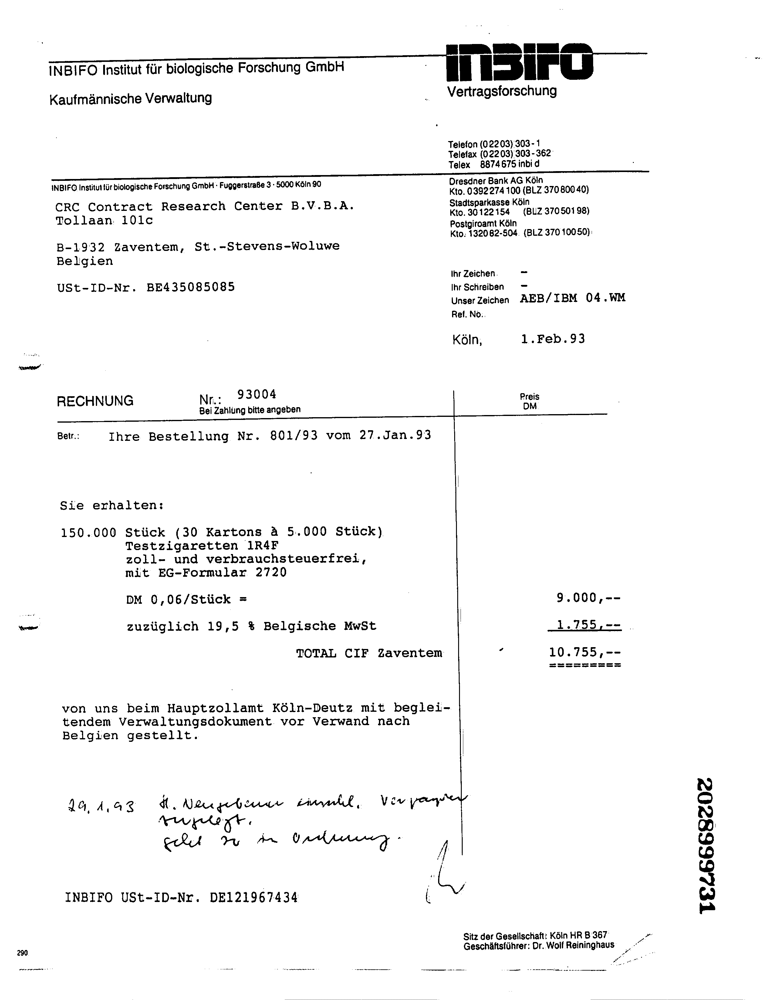 INBIFO Institut für biologische Forschung GmbH
INBIFO
Kaufmännische Verwaltung
Vertragsforschung
Telefon (02203) 303-1
Telefax (02203) 303-362
Telex 8874675 inbi d
INBIFO Institut für biologische Forschung GmbH · Fuggerstraße 3 · 5000 Köln 90
Dresdner Bank AG Köln
Kto. 0392274100 (BLZ 37080040)
Stadtsparkasse Köln
Kto. 30122154 (BLZ 37050198)
Postgiroamt Köln
Kto. 132082-504 (BLZ 37010050)
CRC Contract Research Center B.V.B.A.
Tollaan 101c
B-1932 Zaventem, St.-Stevens-Woluwe
Belgien
USt-ID-Nr. BE435085085
Ihr Zeichen –
Ihr Schreiben –
Unser Zeichen AEB/IBM 04.WM
Ref. No.
Köln, 1.Feb.93
RECHNUNG Nr.: 93004
Bei Zahlung bitte angeben
Preis
DM
Betr.: Ihre Bestellung Nr. 801/93 vom 27.Jan.93
Sie erhalten:
150.000 Stück (30 Kartons à 5.000 Stück)
Testzigaretten 1R4F
zoll- und verbrauchsteuerfrei,
mit EG-Formular 2720
DM 0,06/Stück = 9.000,--
zuzüglich 19,5 % Belgische MwSt 1.755,--
TOTAL CIF Zaventem 10.755,--
=========
von uns beim Hauptzollamt Köln-Deutz mit beglei-
tendem Verwaltungsdokument vor Verwand nach
Belgien gestellt.
29.1.93 H.
geht so in Ordnung.
INBIFO USt-ID-Nr. DE121967434
Sitz der Gesellschaft: Köln HR B 367
Geschäftsführer: Dr. Wolf Reininghaus
290
2028999731